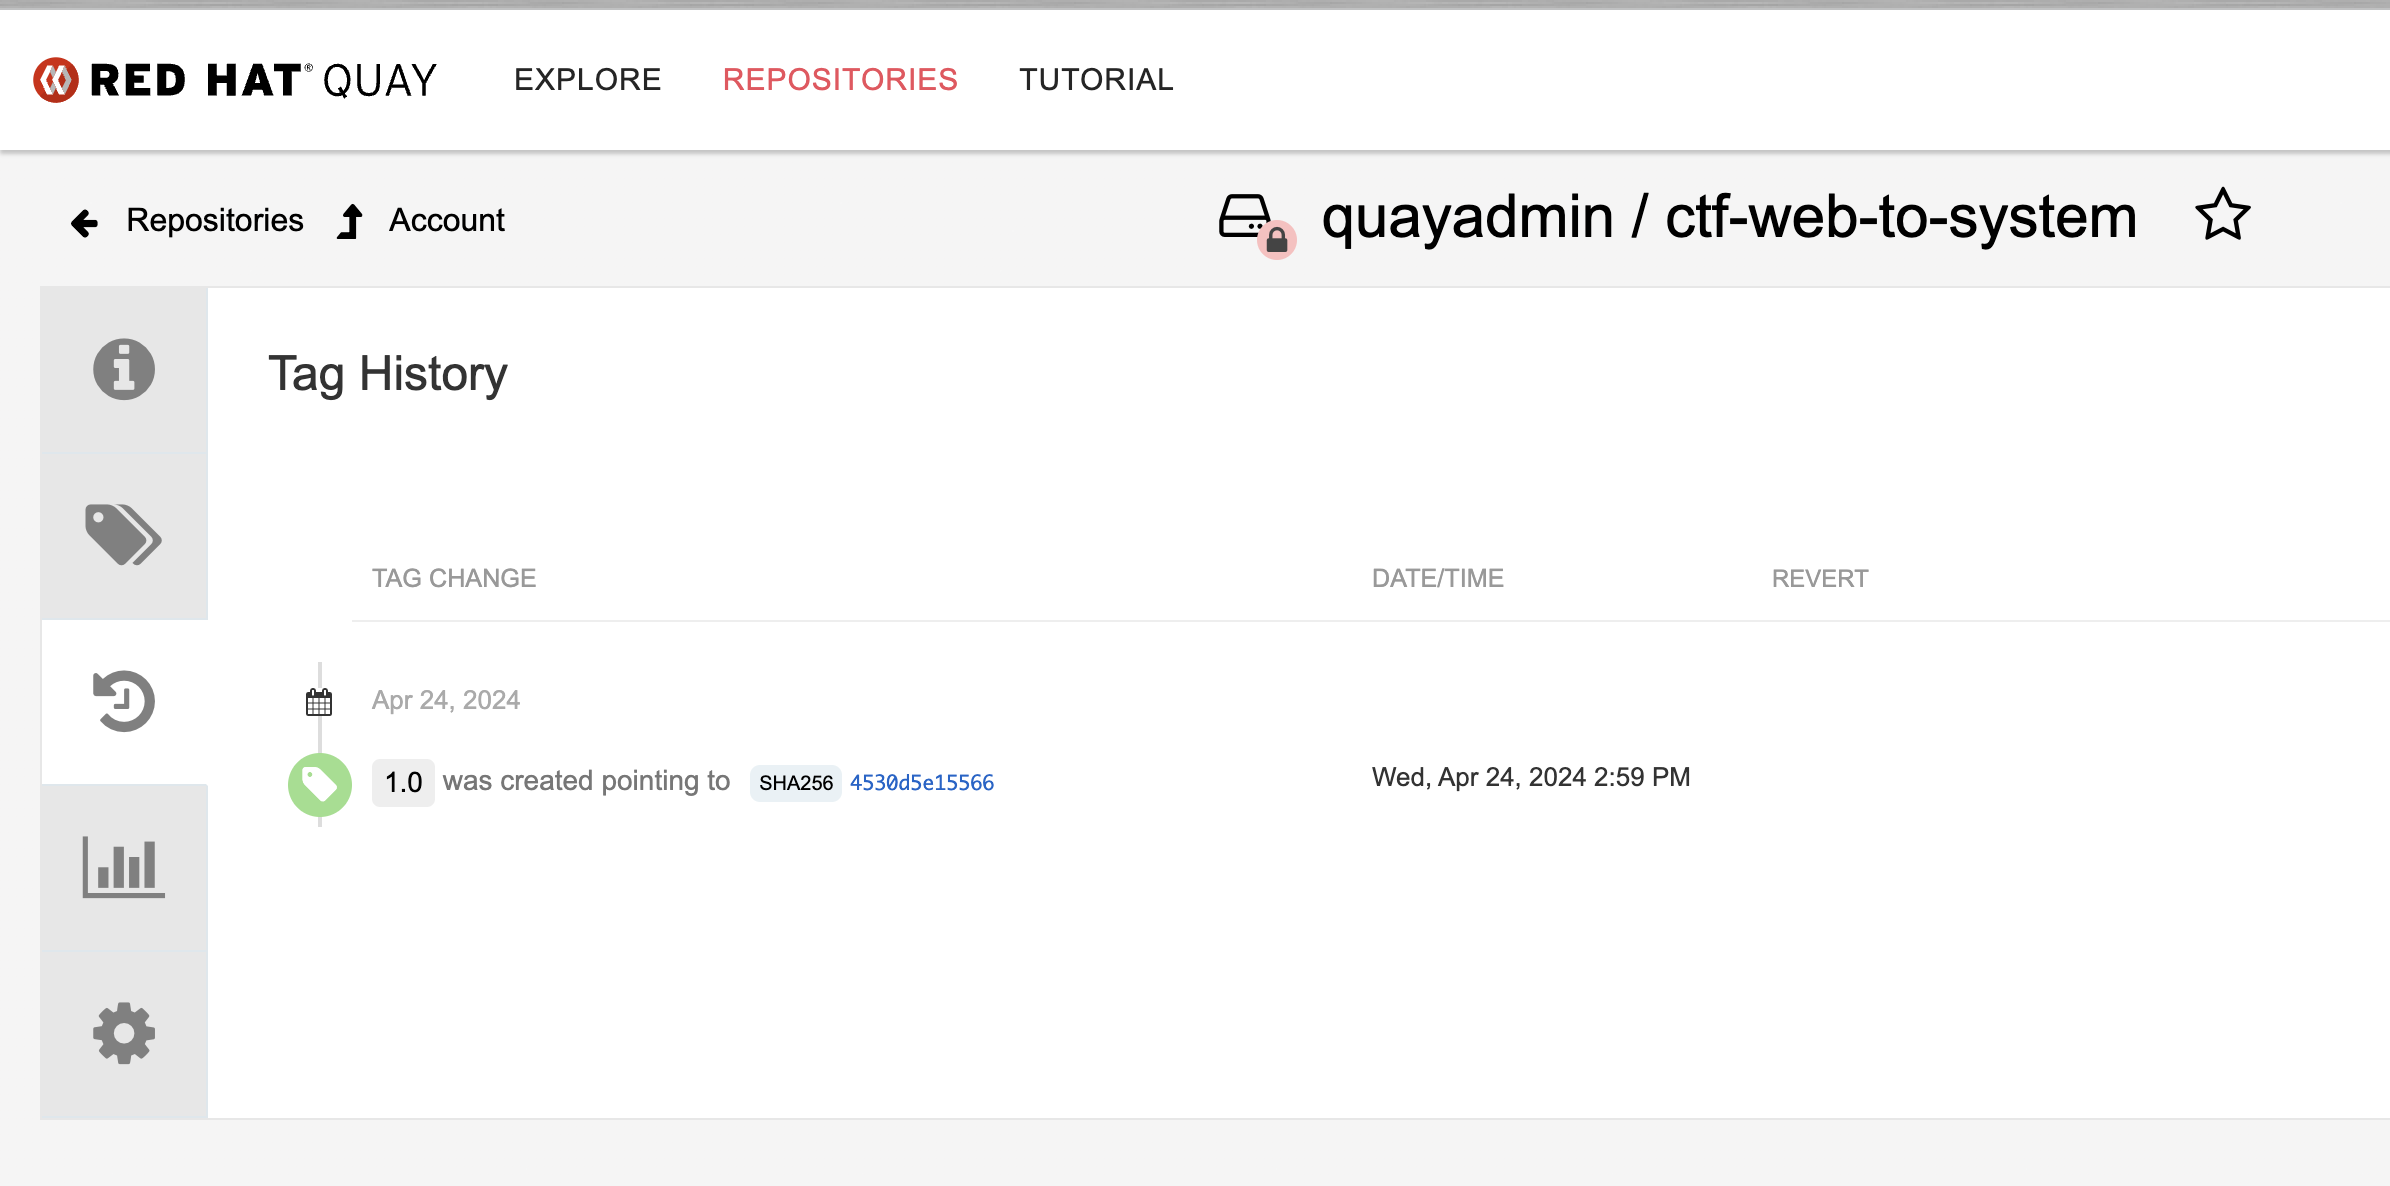 RED HAT® QUAY EXPLORE REPOSITORIES TUTORIAL
Repositories Account quayadmin / ctf-web-to-system
Tag History
TAG CHANGE DATE/TIME REVERT
Apr 24, 2024
1.0 was created pointing to SHA256 4530d5e15566 Wed, Apr 24, 2024 2:59 PM